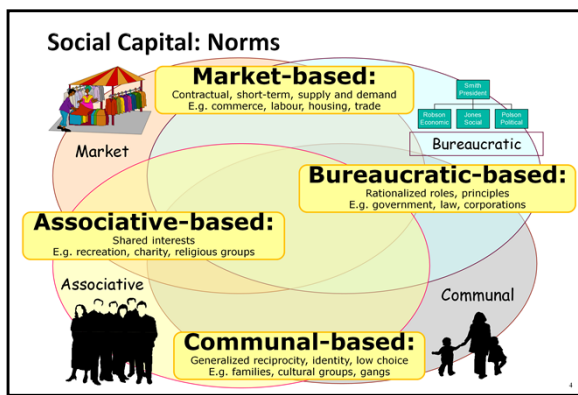 Social Capital: Norms
Market-based:
Contractual, short-term, supply and demand
E.g. commerce, labour, housing, trade
Smith
President
Robson
Economic
Jones
Social
Polson
Political
Market
Bureaucratic
Bureaucratic-based:
Rationalized roles, principles
E.g. government, law, corporations
Associative-based:
Shared interests
E.g. recreation, charity, religious groups
Associative
Communal
Communal-based:
Generalized reciprocity, identity, low choice
E.g. families, cultural groups, gangs
4